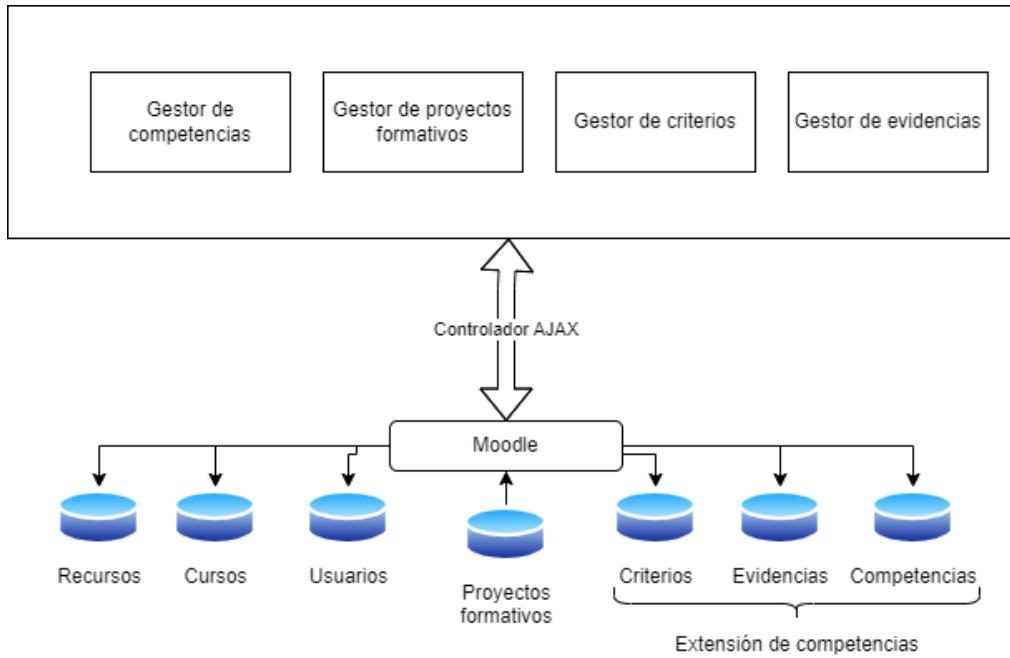 Gestor de
competencias
Gestor de proyectos
formativos
Gestor de criterios
Gestor de evidencias
Controlador AJAX
Moodle
Recursos
Cursos
Usuarios
Proyectos
formativos
Criterios
Evidencias
Competencias
Extensión de competencias